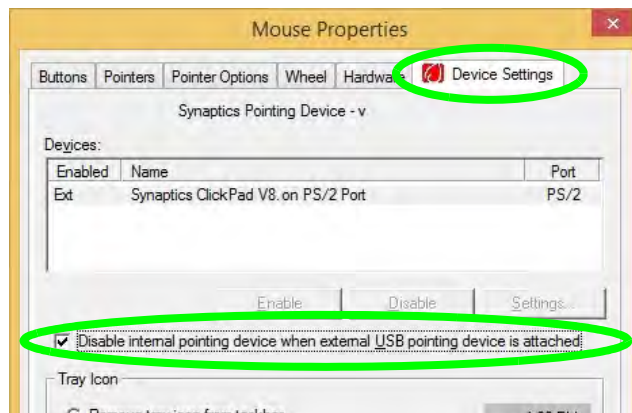 Mouse Properties
Buttons Pointers Pointer Options Wheel Hardware Device Settings
Synaptics Pointing Device - v
Devices:
Enabled Name Port
Ext Synaptics ClickPad V8. on PS/2 Port PS/2
Enable Disable Settings...
Disable internal pointing device when external USB pointing device is attached
Tray Icon